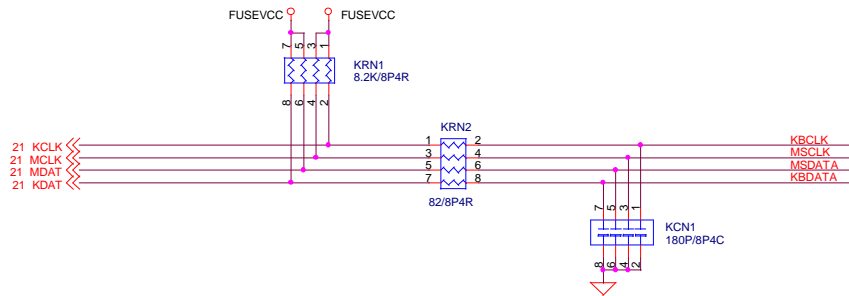 FUSEVCC FUSEVCC
7 5 3 1
KRN1
8.2K/8P4R
8 6 4 2
KRN2
21 KCLK 1 2 KBCLK
21 MCLK 3 4 MSCLK
21 MDAT 5 6 MSDATA
21 KDAT 7 8 KBDATA
82/8P4R
7 5 3 1
KCN1
180P/8P4C
8 6 4 2